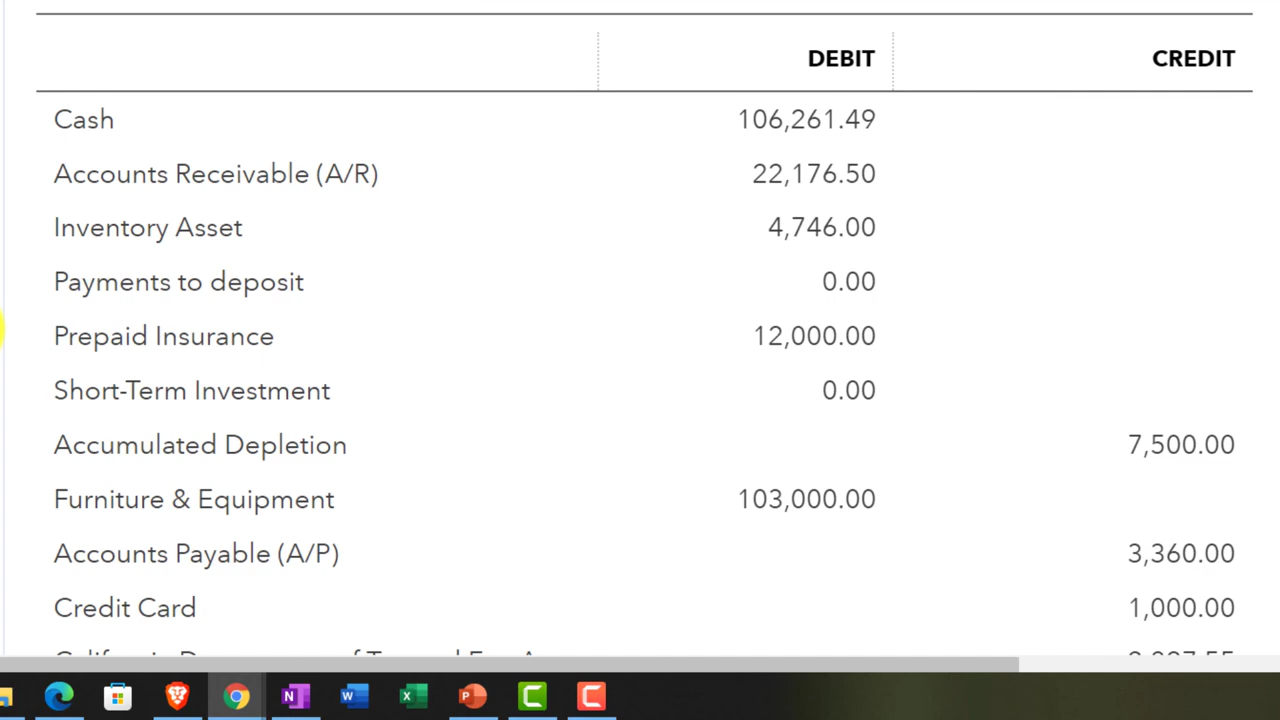 DEBIT CREDIT
Cash 106,261.49
Accounts Receivable (A/R) 22,176.50
Inventory Asset 4,746.00
Payments to deposit 0.00
Prepaid Insurance 12,000.00
Short-Term Investment 0.00
Accumulated Depletion 7,500.00
Furniture & Equipment 103,000.00
Accounts Payable (A/P) 3,360.00
Credit Card 1,000.00
N W X P C C